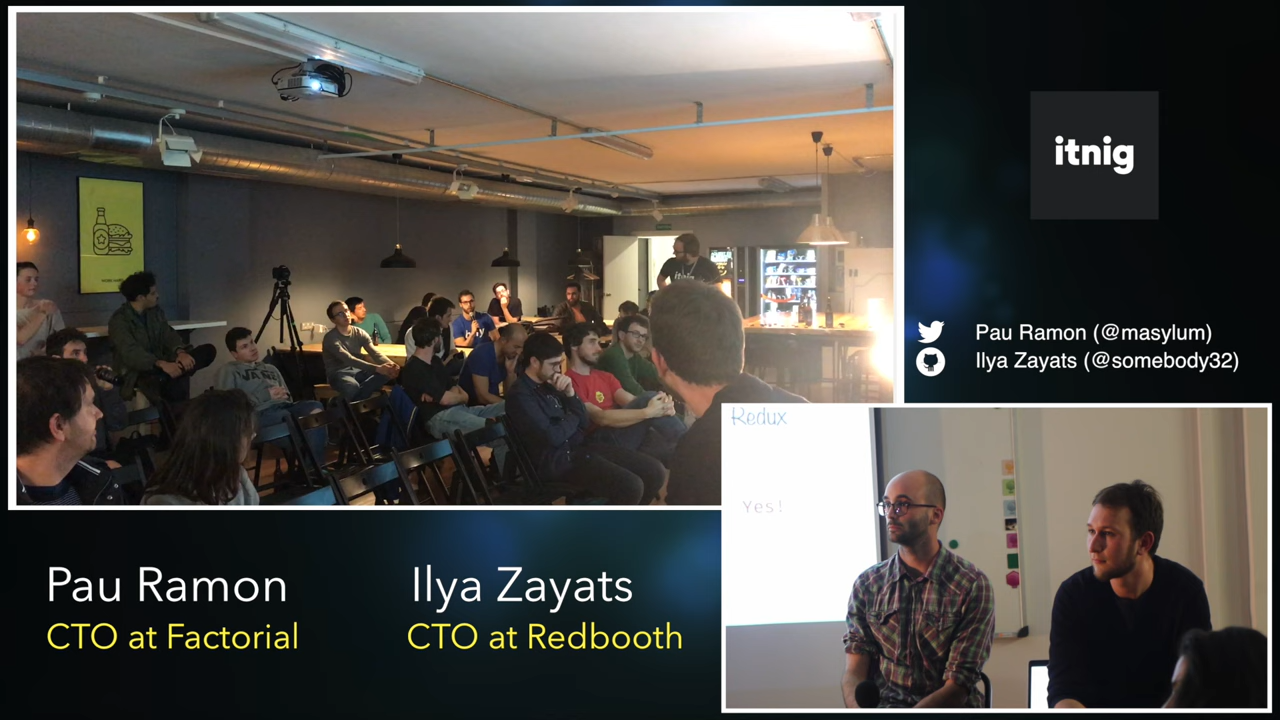 itnig
Pau Ramon (@masylum)
Ilya Zayats (@somebody32)
VANS
Redux
Yes!
Pau Ramon
CTO at Factorial
Ilya Zayats
CTO at Redbooth